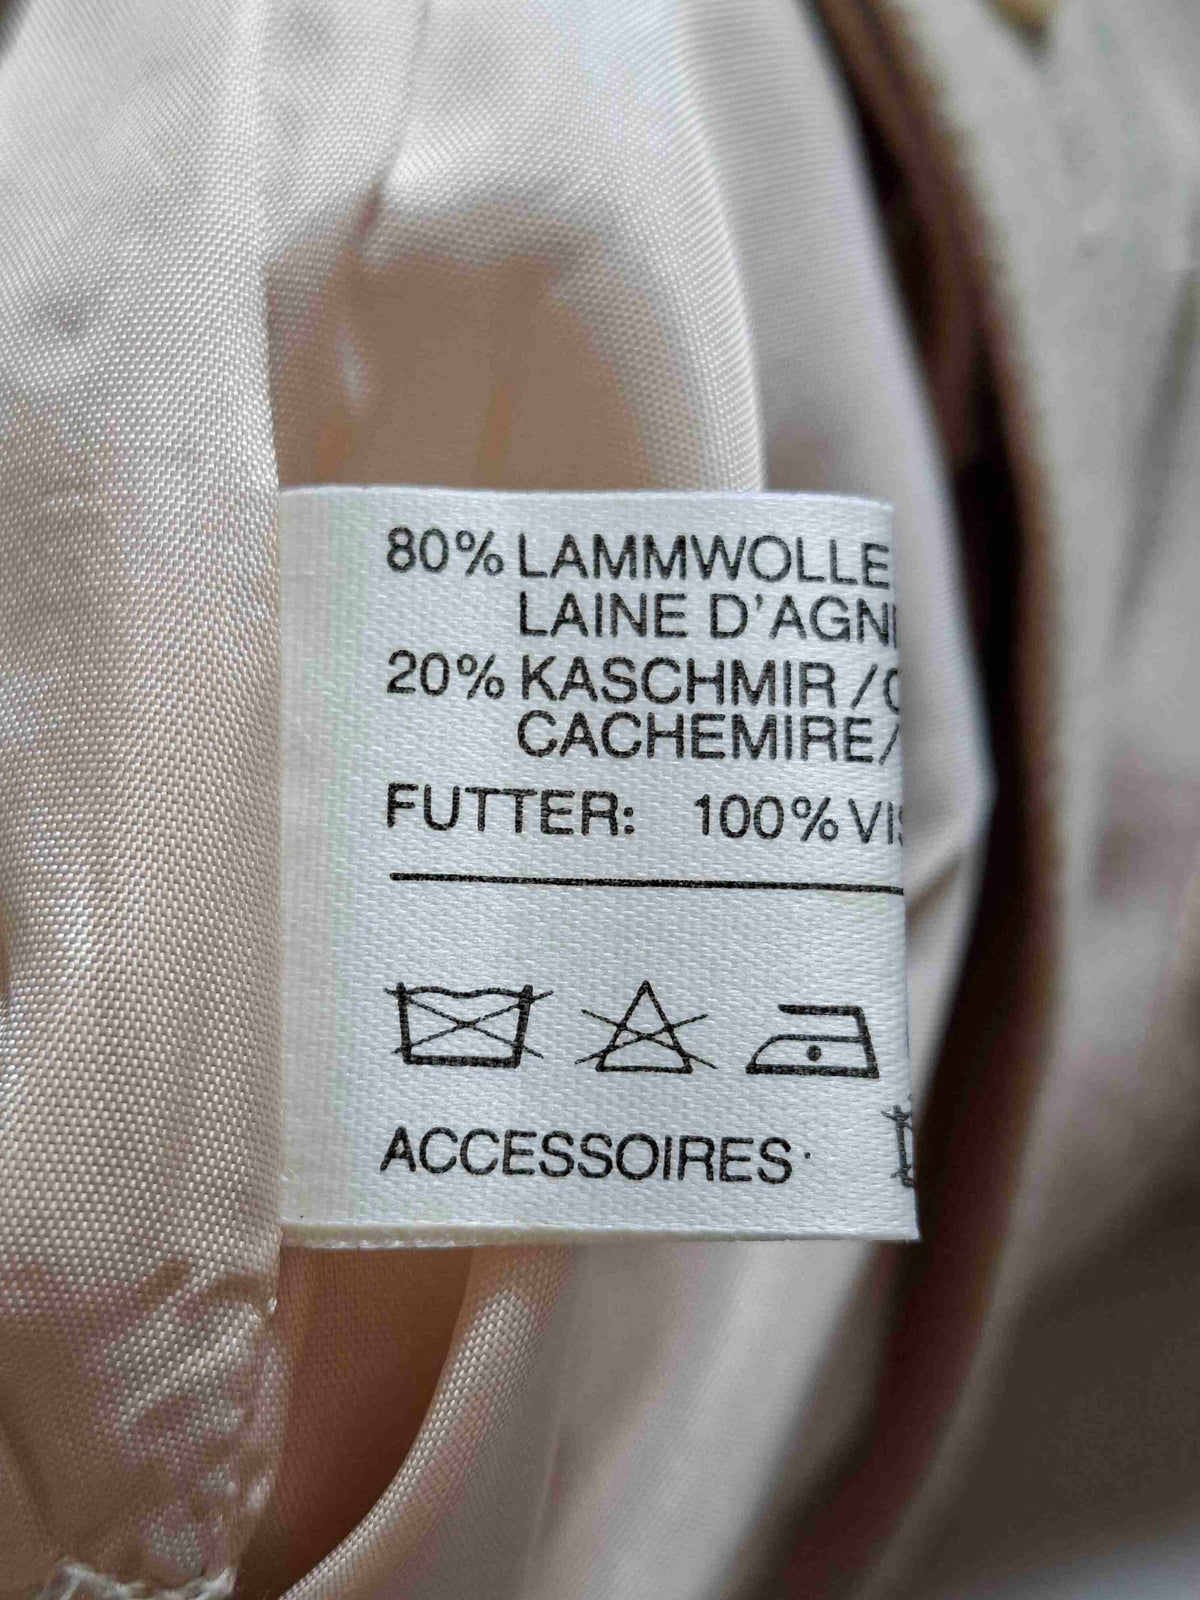 80% LAMMWOLLE
LAINE D'AGN
20% KASCHMIR /
CACHEMIRE/
FUTTER: 100% VIS
ACCESSOIRES